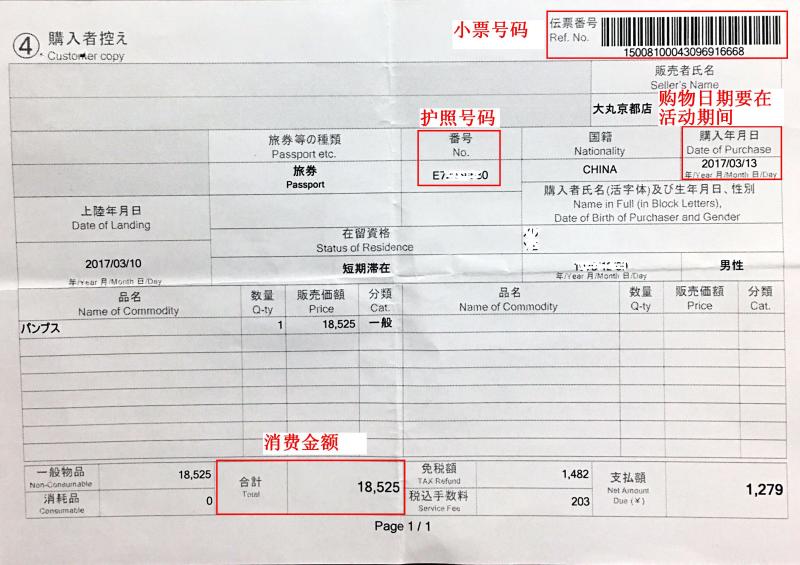 小票号码
伝票番号
Ref. No.
15008100043096916668
④ 購入者控え
Customer copy
販売者氏名
Seller's Name
大丸京都店
购物日期要在
活动期间
护照号码
旅券等の種類
Passport etc.
番号
No.
国籍
Nationality
購入年月日
Date of Purchase
旅券
Passport
CHINA
2017/03/13
年/Year 月/Month 日/Day
購入者氏名(活字体)及び生年月日、性別
Name in Full (in Block Letters),
Date of Birth of Purchaser and Gender
上陸年月日
Date of Landing
在留資格
Status of Residence
2017/03/10
年/Year 月/Month 日/Day
短期滞在
年/Year 月/Month 日/Day
男性
品名 数量 販売価額 分類 品名 数量 販売価額 分類
Name of Commodity Q-ty Price Cat. Name of Commodity Q-ty Price Cat.
パンプス 1 18,525 一般
消费金额
一般物品
Non-Consumable
18,525
消耗品
Consumable
0
合計
Total
18,525
免税額
TAX Refund
1,482
税込手数料
Service Fee
203
支払額
Net Amount
Due (¥)
1,279
Page 1 / 1